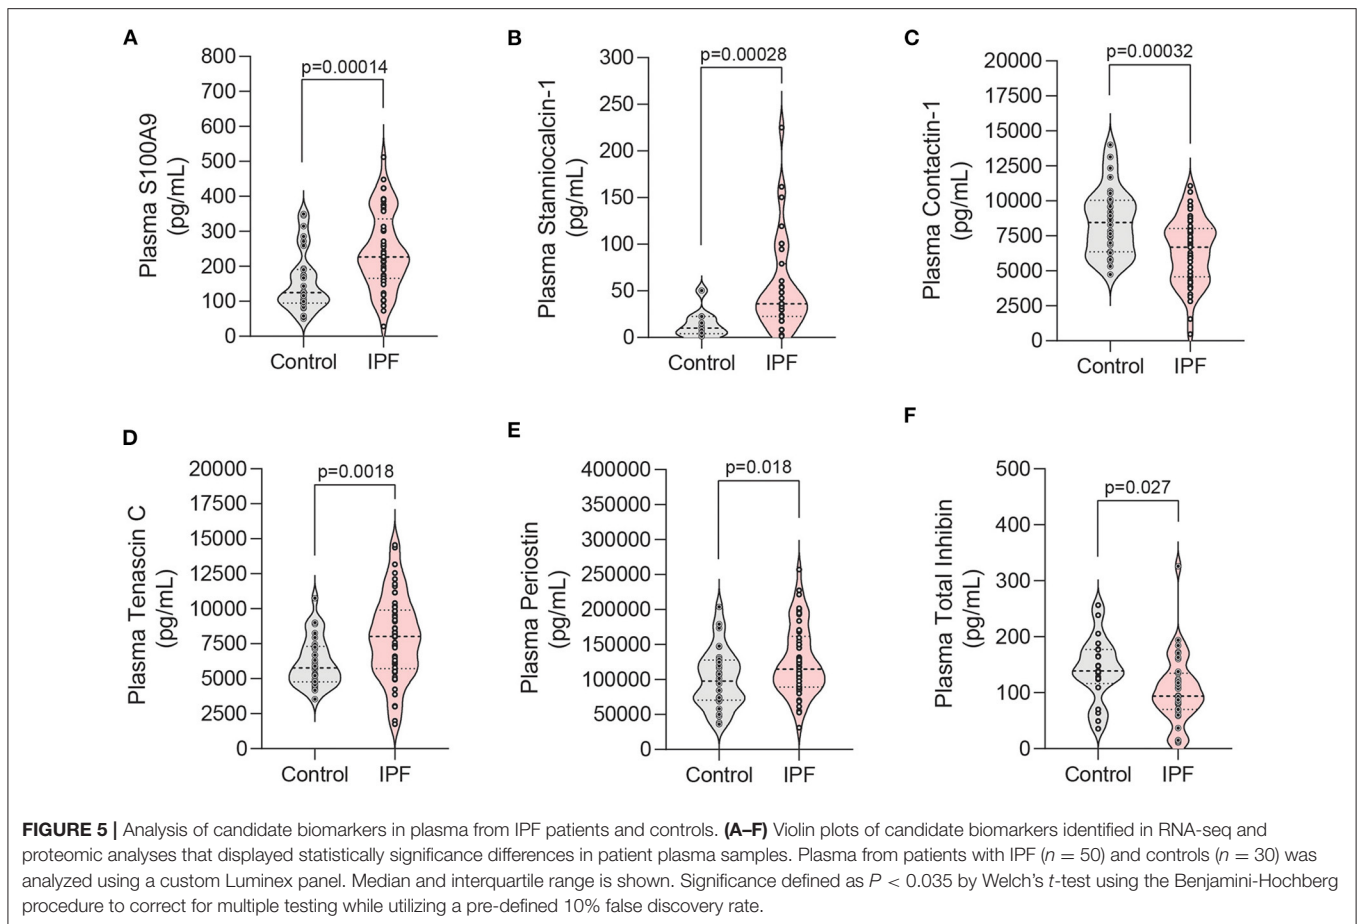 A
B
C
p=0.00014
p=0.00028
p=0.00032
Plasma S100A9
(pg/mL)
800
700
600
500
400
300
200
100
0
Control IPF
Plasma Stanniocalcin-1
(pg/mL)
300
250
200
150
100
50
0
Control IPF
Plasma Contactin-1
(pg/mL)
20000
17500
15000
12500
10000
7500
5000
2500
0
Control IPF
D
E
F
p=0.0018
p=0.018
p=0.027
Plasma Tenascin C
(pg/mL)
20000
17500
15000
12500
10000
7500
5000
2500
0
Control IPF
Plasma Periostin
(pg/mL)
400000
350000
300000
250000
200000
150000
100000
50000
0
Control IPF
Plasma Total Inhibin
(pg/mL)
500
400
300
200
100
0
Control IPF
FIGURE 5 | Analysis of candidate biomarkers in plasma from IPF patients and controls. (A–F) Violin plots of candidate biomarkers identified in RNA-seq and
proteomic analyses that displayed statistically significance differences in patient plasma samples. Plasma from patients with IPF (n = 50) and controls (n = 30) was
analyzed using a custom Luminex panel. Median and interquartile range is shown. Significance defined as P < 0.035 by Welch's t-test using the Benjamini-Hochberg
procedure to correct for multiple testing while utilizing a pre-defined 10% false discovery rate.